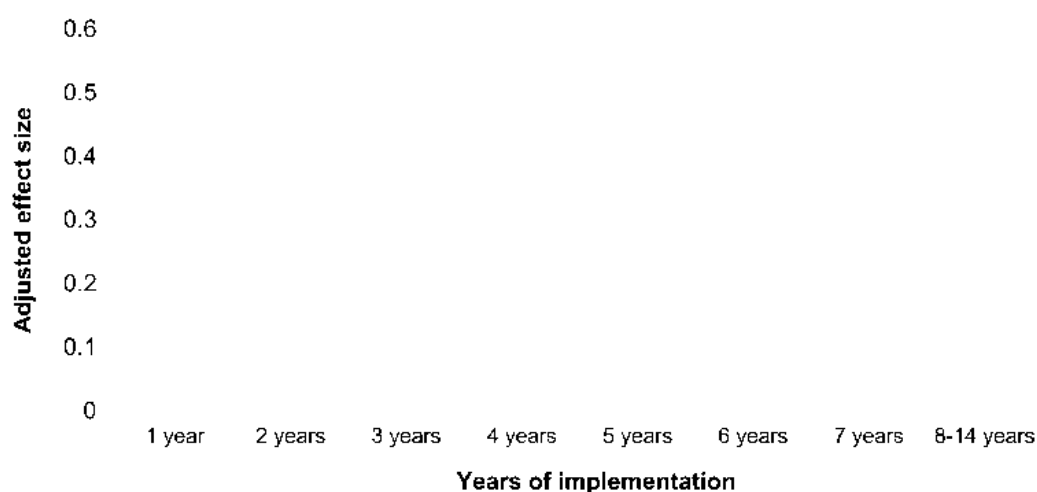 0.6
0.5
0.4
0.3
0.2
0.1
0
Adjusted effect size
1 year 2 years 3 years 4 years 5 years 6 years 7 years 8-14 years
Years of implementation